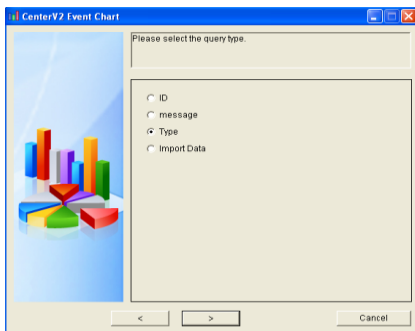 CenterV2 Event Chart
Please select the query type.
ID
message
Type
Import Data
< > Cancel